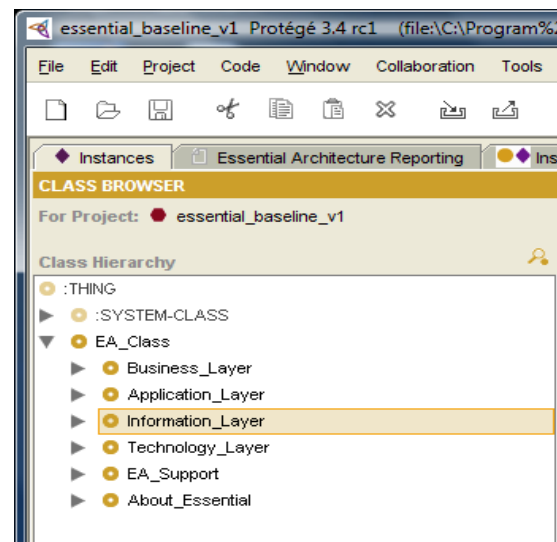 essential_baseline_v1 Protégé 3.4 rc1 (file:\C:\Program%2
File Edit Project Code Window Collaboration Tools
Instances Essential Architecture Reporting Ins
CLASS BROWSER
For Project: essential_baseline_v1
Class Hierarchy
:THING
:SYSTEM-CLASS
EA_Class
Business_Layer
Application_Layer
Information_Layer
Technology_Layer
EA_Support
About_Essential